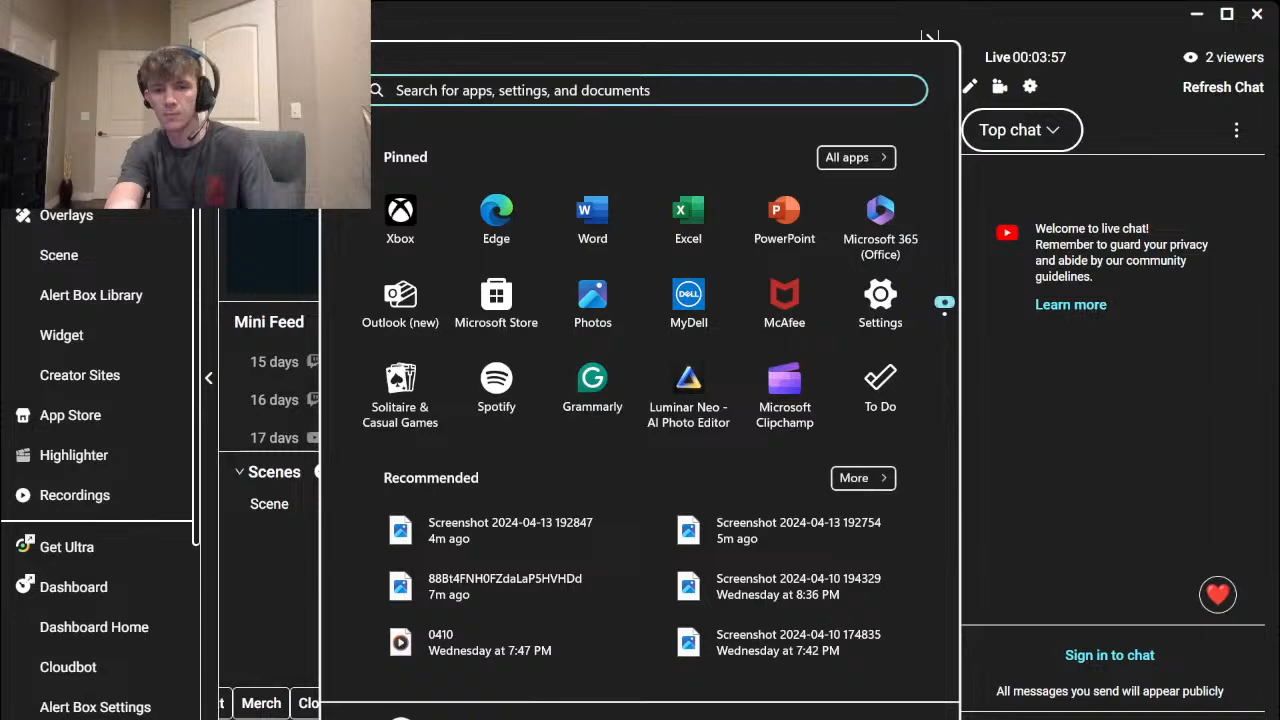 Live 00:03:57
2 viewers
Refresh Chat
Top chat
Search for apps, settings, and documents
Pinned
All apps
Xbox
Edge
Word
Excel
PowerPoint
Microsoft 365
(Office)
Outlook (new)
Microsoft Store
Photos
MyDell
McAfee
Settings
Solitaire &
Casual Games
Spotify
Grammarly
Luminar Neo -
AI Photo Editor
Microsoft
Clipchamp
To Do
Recommended
More
Screenshot 2024-04-13 192847
4m ago
Screenshot 2024-04-13 192754
5m ago
88Bt4FNH0FZdaLaP5HVHDd
7m ago
Screenshot 2024-04-10 194329
Wednesday at 8:36 PM
0410
Wednesday at 7:47 PM
Screenshot 2024-04-10 174835
Wednesday at 7:42 PM
Overlays
Scene
Alert Box Library
Widget
Creator Sites
App Store
Highlighter
Recordings
Get Ultra
Dashboard
Dashboard Home
Cloudbot
Alert Box Settings
Mini Feed
15 days
16 days
17 days
Scenes
Scene
t
Merch
Clo
Welcome to live chat!
Remember to guard your privacy
and abide by our community
guidelines.
Learn more
Sign in to chat
All messages you send will appear publicly